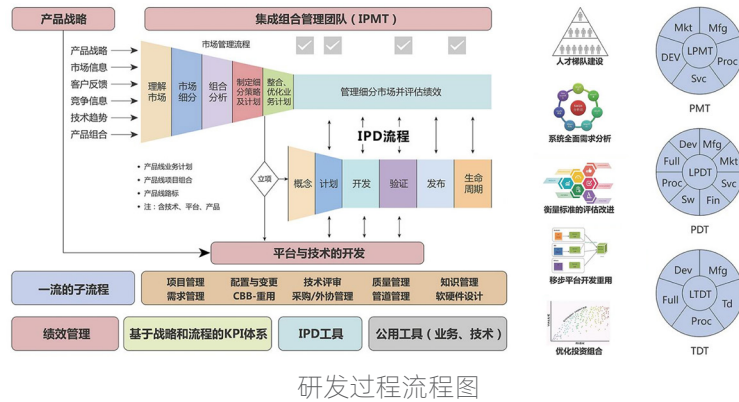 产品战略
集成组合管理团队（IPMT）
市场管理流程
产品战略
市场信息
客户反馈
竞争信息
技术趋势
产品组合
理解
市场
市场
细分
组合
分析
制定细
分策略
及计划
整合、
优化业
务计划
管理细分市场并评估绩效
IPD流程
• 产品线业务计划
• 产品线项目组合
• 产品线路标
• 注：含技术、平台、产品
立项
概念
计划
开发
验证
发布
生命
周期
平台与技术的开发
一流的子流程
项目管理 配置与变更 技术评审 质量管理 知识管理
需求管理 CBB-重用 采购/外协管理 管道管理 软硬件设计
绩效管理
基于战略和流程的KPI体系
IPD工具
公用工具（业务、技术）
人才梯队建设
系统全面需求分析
衡量标准的评估改进
移步平台开发重用
优化投资组合
Mkt
Mfg
DEV
LPMT
Proc
Svc
PMT
Dev
Mfg
Full
Mkt
LPDT
Proc
Svc
Sw
Fin
PDT
Dev
Mfg
Full
LTDT
Td
Proc
TDT
研发过程流程图